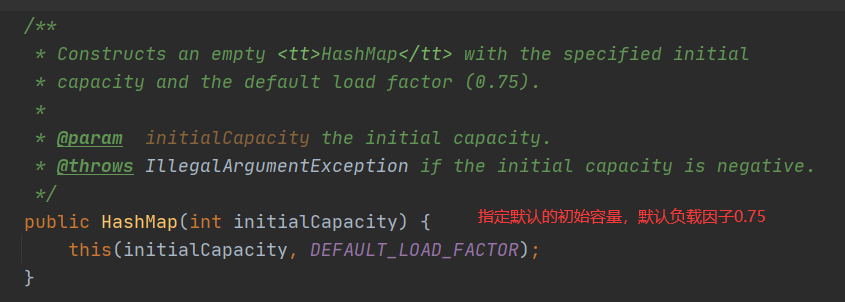 /**
 * Constructs an empty <tt>HashMap</tt> with the specified initial
 * capacity and the default load factor (0.75).
 *
 * @param  initialCapacity the initial capacity.
 * @throws IllegalArgumentException if the initial capacity is negative.
 */
public HashMap(int initialCapacity) { 指定默认的初始容量，默认负载因子0.75
    this(initialCapacity, DEFAULT_LOAD_FACTOR);
}